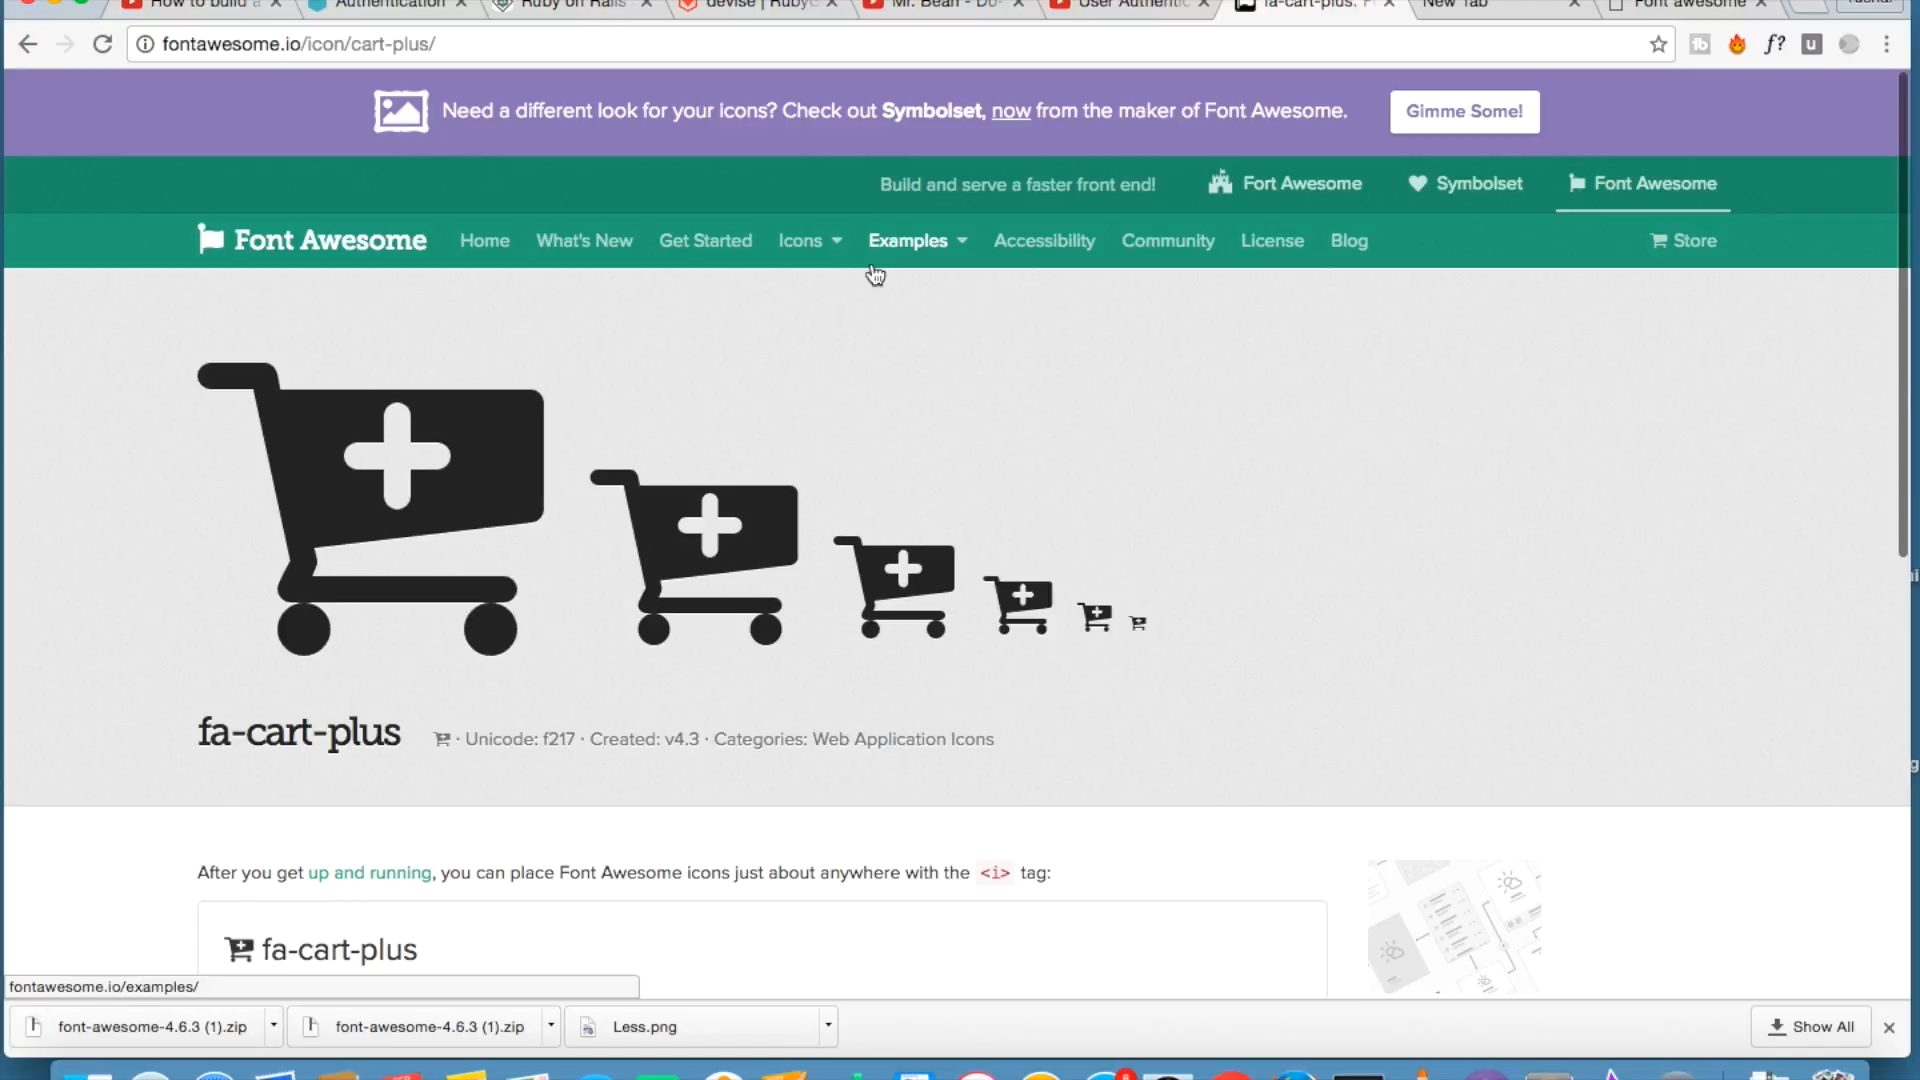 How to build a
Authentication
Ruby on Rails
devise | RubyG
Mr. Bean - Do-
User Authentic
fa-cart-plus: F
New Tab
Font awesome
fontawesome.io/icon/cart-plus/
f?
u
Need a different look for your icons? Check out Symbolset, now from the maker of Font Awesome.
Gimme Some!
Build and serve a faster front end!
Fort Awesome
Symbolset
Font Awesome
Font Awesome
Home
What's New
Get Started
Icons
Examples
Accessibility
Community
License
Blog
Store
fa-cart-plus
· Unicode: f217 · Created: v4.3 · Categories: Web Application Icons
After you get up and running, you can place Font Awesome icons just about anywhere with the <i> tag:
fa-cart-plus
fontawesome.io/examples/
font-awesome-4.6.3 (1).zip
font-awesome-4.6.3 (1).zip
Less.png
Show All